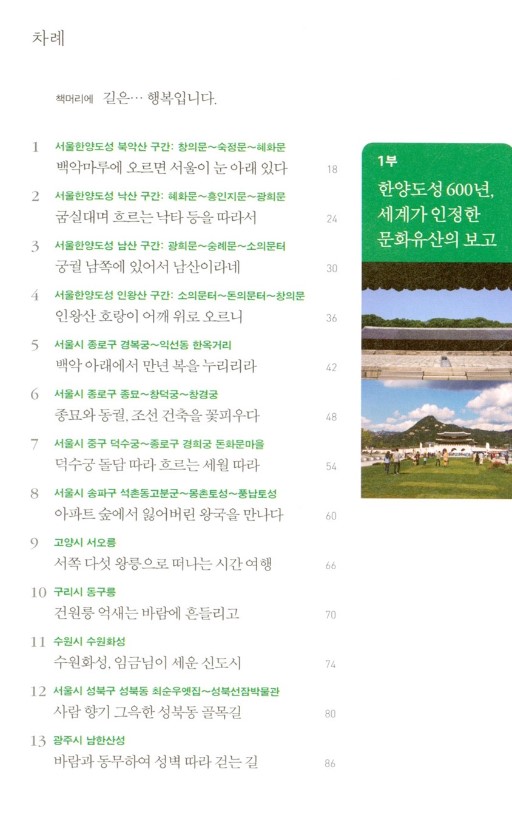 차례
책머리에 길은… 행복입니다.
1 서울한양도성 북악산 구간: 창의문~숙정문~혜화문
백악마루에 오르면 서울이 눈 아래 있다 18
2 서울한양도성 낙산 구간: 혜화문~흥인지문~광희문
굼실대며 흐르는 낙타 등을 따라서 24
3 서울한양도성 남산 구간: 광희문~숭례문~소의문터
궁궐 남쪽에 있어서 남산이라네 30
4 서울한양도성 인왕산 구간: 소의문터~돈의문터~창의문
인왕산 호랑이 어깨 위로 오르니 36
5 서울시 종로구 경복궁~익선동 한옥거리
백악 아래에서 만년 복을 누리리라 42
6 서울시 종로구 종묘~창덕궁~창경궁
종묘와 동궐, 조선 건축을 꽃피우다 48
7 서울시 중구 덕수궁~종로구 경희궁 돈화문마을
덕수궁 돌담 따라 흐르는 세월 따라 54
8 서울시 송파구 석촌동고분군~몽촌토성~풍납토성
아파트 숲에서 잃어버린 왕국을 만나다 60
9 고양시 서오릉
서쪽 다섯 왕릉으로 떠나는 시간 여행 66
10 구리시 동구릉
건원릉 억새는 바람에 흔들리고 70
11 수원시 수원화성
수원화성, 임금님이 세운 신도시 74
12 서울시 성북구 성북동 최순우옛집~성북선잠박물관
사람 향기 그윽한 성북동 골목길 80
13 광주시 남한산성
바람과 동무하여 성벽 따라 걷는 길 86
1부
한양도성 600년,
세계가 인정한
문화유산의 보고